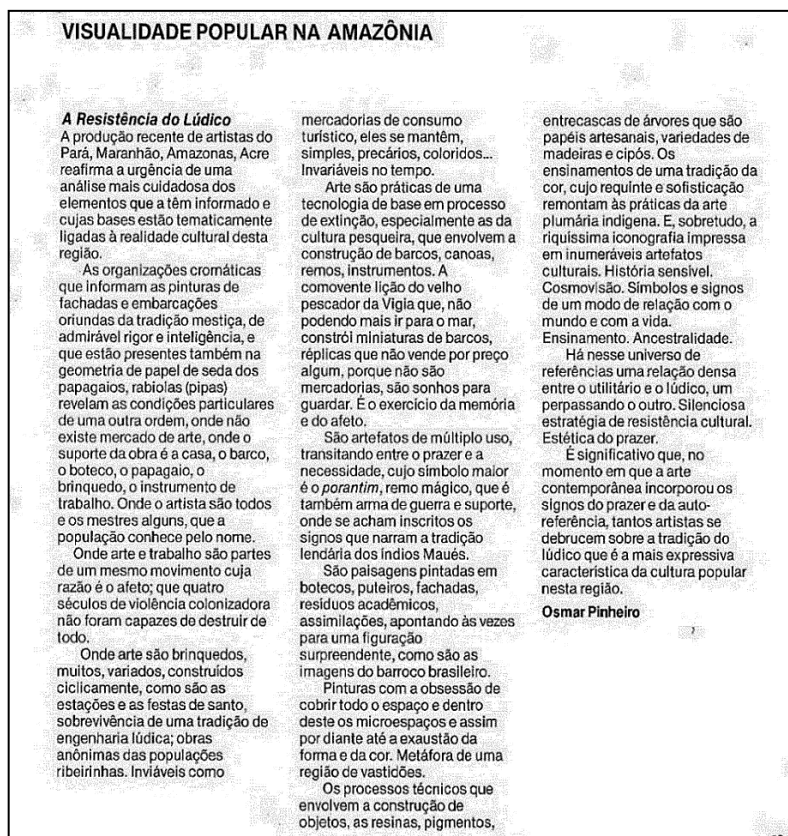 VISUALIDADE POPULAR NA AMAZÔNIA
A Resistência do Lúdico
A produção recente de artistas do
Pará, Maranhão, Amazonas, Acre
reafirma a urgência de uma
análise mais cuidadosa dos
elementos que a têm informado e
cujas bases estão tematicamente
ligadas à realidade cultural desta
região.
As organizações cromáticas
que informam as pinturas de
fachadas e embarcações
oriundas da tradição mestiça, de
admirável rigor e inteligência, e
que estão presentes também na
geometria de papel de seda dos
papagaios, rabiolas (pipas)
revelam as condições particulares
de uma outra ordem, onde não
existe mercado de arte, onde o
suporte da obra é a casa, o barco,
o boteco, o papagaio, o
brinquedo, o instrumento de
trabalho. Onde o artista são todos
e os mestres alguns, que a
população conhece pelo nome.
Onde arte e trabalho são partes
de um mesmo movimento cuja
razão é o afeto; que quatro
séculos de violência colonizadora
não foram capazes de destruir de
todo.
Onde arte são brinquedos,
muitos, variados, construídos
ciclicamente, como são as
estações e as festas de santo,
sobrevivência de uma tradição de
engenharia lúdica; obras
anônimas das populações
ribeirinhas. Inviáveis como
mercadorias de consumo
turístico, eles se mantêm,
simples, precários, coloridos...
Invariáveis no tempo.
Arte são práticas de uma
tecnologia de base em processo
de extinção, especialmente as da
cultura pesqueira, que envolvem a
construção de barcos, canoas,
remos, instrumentos. A
comovente lição do velho
pescador da Vigia que, não
podendo mais ir para o mar,
constrói miniaturas de barcos,
réplicas que não vende por preço
algum, porque não são
mercadorias, são sonhos para
guardar. É o exercício da memória
e do afeto.
São artefatos de múltiplo uso,
transitando entre o prazer e a
necessidade, cujo símbolo maior
é o porantim, remo mágico, que é
também arma de guerra e suporte,
onde se acham inscritos os
signos que narram a tradição
lendária dos índios Maués.
São paisagens pintadas em
botecos, puteiros, fachadas,
resíduos acadêmicos,
assimilações, apontando às vezes
para uma figuração
surpreendente, como são as
imagens do barroco brasileiro.
Pinturas com a obsessão de
cobrir todo o espaço e dentro
deste os microespaços e assim
por diante até a exaustão da
forma e da cor. Metáfora de uma
região de vastidões.
Os processos técnicos que
envolvem a construção de
objetos, as resinas, pigmentos,
entrecascas de árvores que são
papéis artesanais, variedades de
madeiras e cipós. Os
ensinamentos de uma tradição da
cor, cujo requinte e sofisticação
remontam às práticas da arte
plumária indígena. E, sobretudo, a
riquíssima iconografia impressa
em inumeráveis artefatos
culturais. História sensível.
Cosmovisão. Símbolos e signos
de um modo de relação com o
mundo e com a vida.
Ensinamento. Ancestralidade.
Há nesse universo de
referências uma relação densa
entre o utilitário e o lúdico, um
perpassando o outro. Silenciosa
estratégia de resistência cultural.
Estética do prazer.
É significativo que, no
momento em que a arte
contemporânea incorporou os
signos do prazer e da auto-
referência, tantos artistas se
debrucem sobre a tradição do
lúdico que é a mais expressiva
característica da cultura popular
nesta região.
Osmar Pinheiro